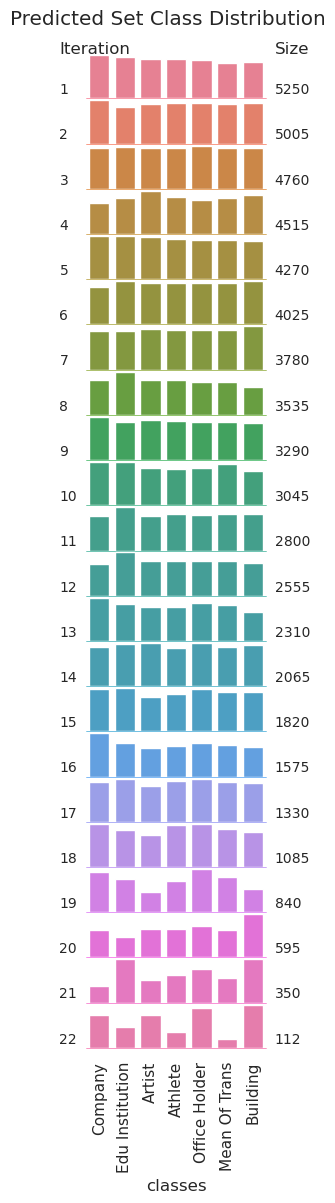 Predicted Set Class Distribution
Iteration Size
1 5250
2 5005
3 4760
4 4515
5 4270
6 4025
7 3780
8 3535
9 3290
10 3045
11 2800
12 2555
13 2310
14 2065
15 1820
16 1575
17 1330
18 1085
19 840
20 595
21 350
22 112
Company
Edu Institution
Artist
Athlete
Office Holder
Mean Of Trans
Building
classes